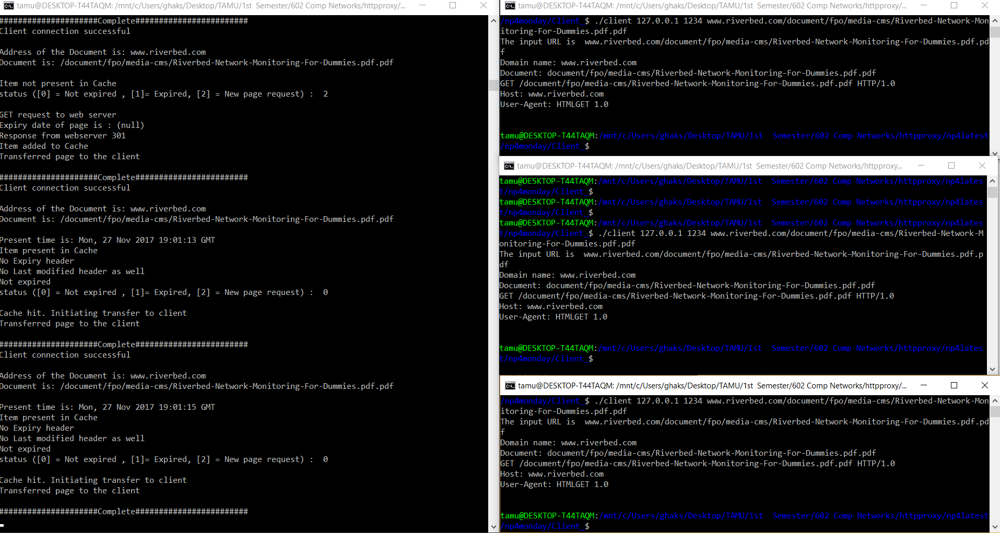 tamu@DESKTOP-T44TAQM: /mnt/c/Users/ghaks/Desktop/TAMU/1st  Semester/602 Comp Networks/httpproxy/...
#####################Complete########################
Client connection successful
Address of the Document is: www.riverbed.com
Document is: /document/fpo/media-cms/Riverbed-Network-Monitoring-For-Dummies.pdf.pdf
Item not present in Cache
status ([0] = Not expired , [1]= Expired, [2] = New page request) :  2
GET request to web server
Expiry date of page is : (null)
Response from webserver 301
Item added to Cache
Transferred page to the client
#####################Complete########################
Client connection successful
Address of the Document is: www.riverbed.com
Document is: /document/fpo/media-cms/Riverbed-Network-Monitoring-For-Dummies.pdf.pdf
Present time is: Mon, 27 Nov 2017 19:01:13 GMT
Item present in Cache
No Expiry header
No Last modified header as well
Not expired
status ([0] = Not expired , [1]= Expired, [2] = New page request) :  0
Cache hit. Initiating transfer to client
Transferred page to the client
#####################Complete########################
Client connection successful
Address of the Document is: www.riverbed.com
Document is: /document/fpo/media-cms/Riverbed-Network-Monitoring-For-Dummies.pdf.pdf
Present time is: Mon, 27 Nov 2017 19:01:15 GMT
Item present in Cache
No Expiry header
No Last modified header as well
Not expired
status ([0] = Not expired , [1]= Expired, [2] = New page request) :  0
Cache hit. Initiating transfer to client
Transferred page to the client
#####################Complete########################
tamu@DESKTOP-T44TAQM: /mnt/c/Users/ghaks/Desktop/TAMU/1st  Semester/602 Comp Networks/httpproxy/...
/np4monday/Client_$ ./client 127.0.0.1 1234 www.riverbed.com/document/fpo/media-cms/Riverbed-Network-Mon
itoring-For-Dummies.pdf.pdf
The input URL is  www.riverbed.com/document/fpo/media-cms/Riverbed-Network-Monitoring-For-Dummies.pdf.pd
f
Domain name: www.riverbed.com
Document: document/fpo/media-cms/Riverbed-Network-Monitoring-For-Dummies.pdf.pdf
GET /document/fpo/media-cms/Riverbed-Network-Monitoring-For-Dummies.pdf.pdf HTTP/1.0
Host: www.riverbed.com
User-Agent: HTMLGET 1.0
tamu@DESKTOP-T44TAQM:/mnt/c/Users/ghaks/Desktop/TAMU/1st  Semester/602 Comp Networks/httpproxy/np4latest
/np4monday/Client_$
tamu@DESKTOP-T44TAQM: /mnt/c/Users/ghaks/Desktop/TAMU/1st  Semester/602 Comp Networks/httpproxy...
tamu@DESKTOP-T44TAQM:/mnt/c/Users/ghaks/Desktop/TAMU/1st  Semester/602 Comp Networks/httpproxy/np4lates
t/np4monday/Client_$
tamu@DESKTOP-T44TAQM:/mnt/c/Users/ghaks/Desktop/TAMU/1st  Semester/602 Comp Networks/httpproxy/np4lates
t/np4monday/Client_$
tamu@DESKTOP-T44TAQM:/mnt/c/Users/ghaks/Desktop/TAMU/1st  Semester/602 Comp Networks/httpproxy/np4lates
t/np4monday/Client_$ ./client 127.0.0.1 1234 www.riverbed.com/document/fpo/media-cms/Riverbed-Network-M
onitoring-For-Dummies.pdf.pdf
The input URL is  www.riverbed.com/document/fpo/media-cms/Riverbed-Network-Monitoring-For-Dummies.pdf.p
df
Domain name: www.riverbed.com
Document: document/fpo/media-cms/Riverbed-Network-Monitoring-For-Dummies.pdf.pdf
GET /document/fpo/media-cms/Riverbed-Network-Monitoring-For-Dummies.pdf.pdf HTTP/1.0
Host: www.riverbed.com
User-Agent: HTMLGET 1.0
tamu@DESKTOP-T44TAQM:/mnt/c/Users/ghaks/Desktop/TAMU/1st  Semester/602 Comp Networks/httpproxy/np4lates
t/np4monday/Client_$
tamu@DESKTOP-T44TAQM: /mnt/c/Users/ghaks/Desktop/TAMU/1st  Semester/602 Comp Networks/httpproxy/...
/np4monday/Client_$ ./client 127.0.0.1 1234 www.riverbed.com/document/fpo/media-cms/Riverbed-Network-Mon
itoring-For-Dummies.pdf.pdf
The input URL is  www.riverbed.com/document/fpo/media-cms/Riverbed-Network-Monitoring-For-Dummies.pdf.pd
f
Domain name: www.riverbed.com
Document: document/fpo/media-cms/Riverbed-Network-Monitoring-For-Dummies.pdf.pdf
GET /document/fpo/media-cms/Riverbed-Network-Monitoring-For-Dummies.pdf.pdf HTTP/1.0
Host: www.riverbed.com
User-Agent: HTMLGET 1.0
tamu@DESKTOP-T44TAQM:/mnt/c/Users/ghaks/Desktop/TAMU/1st  Semester/602 Comp Networks/httpproxy/np4latest
/np4monday/Client_$